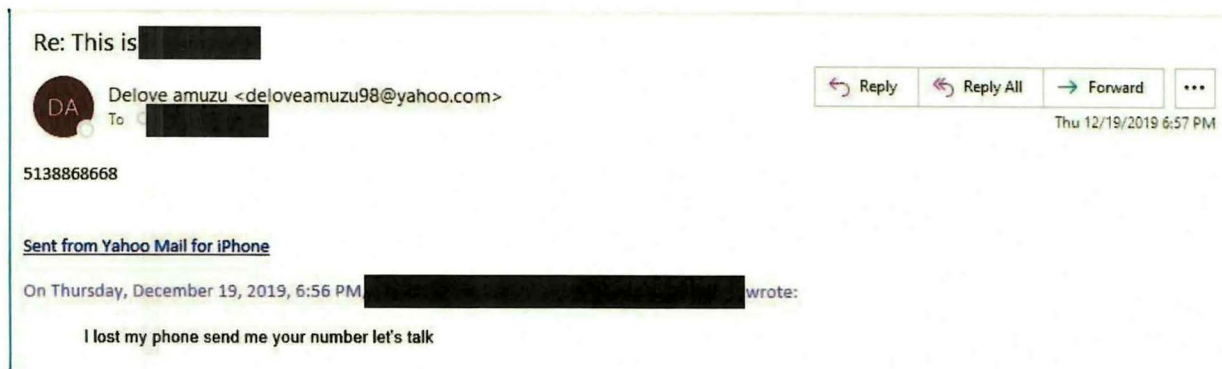 Re: This is
Reply
Reply All
Forward
...
DA
Delove amuzu <deloveamuzu98@yahoo.com>
To
Thu 12/19/2019 6:57 PM
5138868668
Sent from Yahoo Mail for iPhone
On Thursday, December 19, 2019, 6:56 PM, wrote:
I lost my phone send me your number let's talk